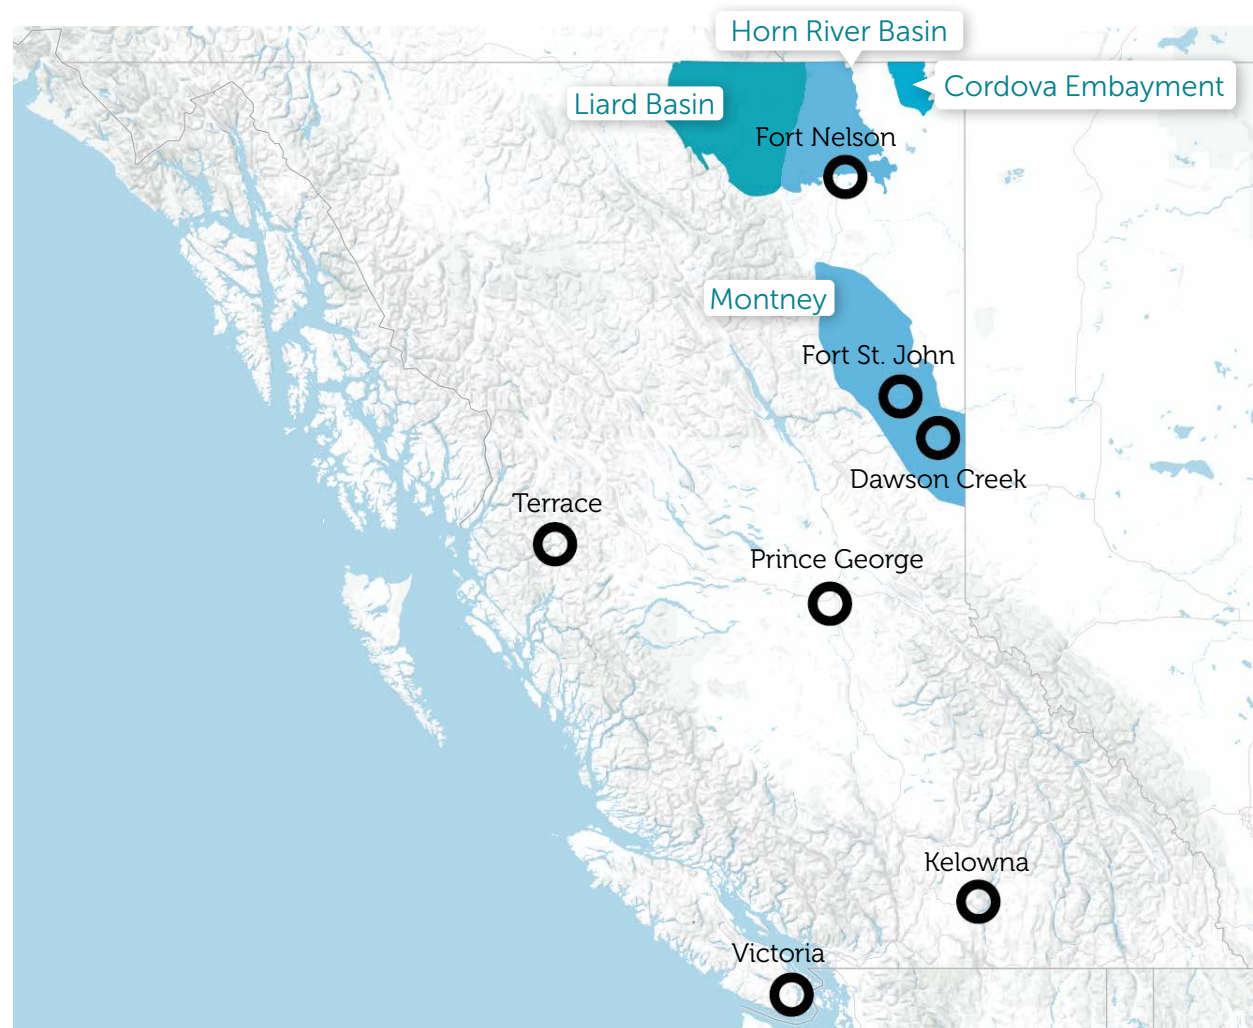 Horn River Basin
Cordova Embayment
Liard Basin
Fort Nelson
Montney
Fort St. John
Dawson Creek
Terrace
Prince George
Kelowna
Victoria